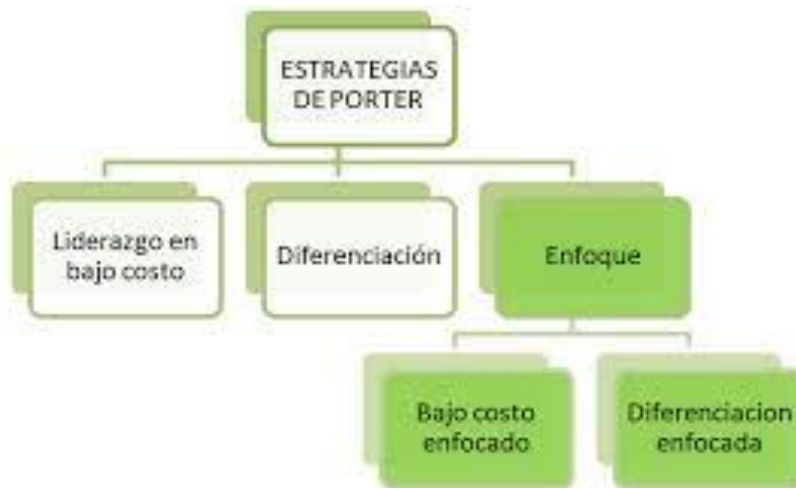 ESTRATEGIAS
DE PORTER
Liderazgo en
bajo costo
Diferenciación
Enfoque
Bajo costo
enfocado
Diferenciacion
enfocada